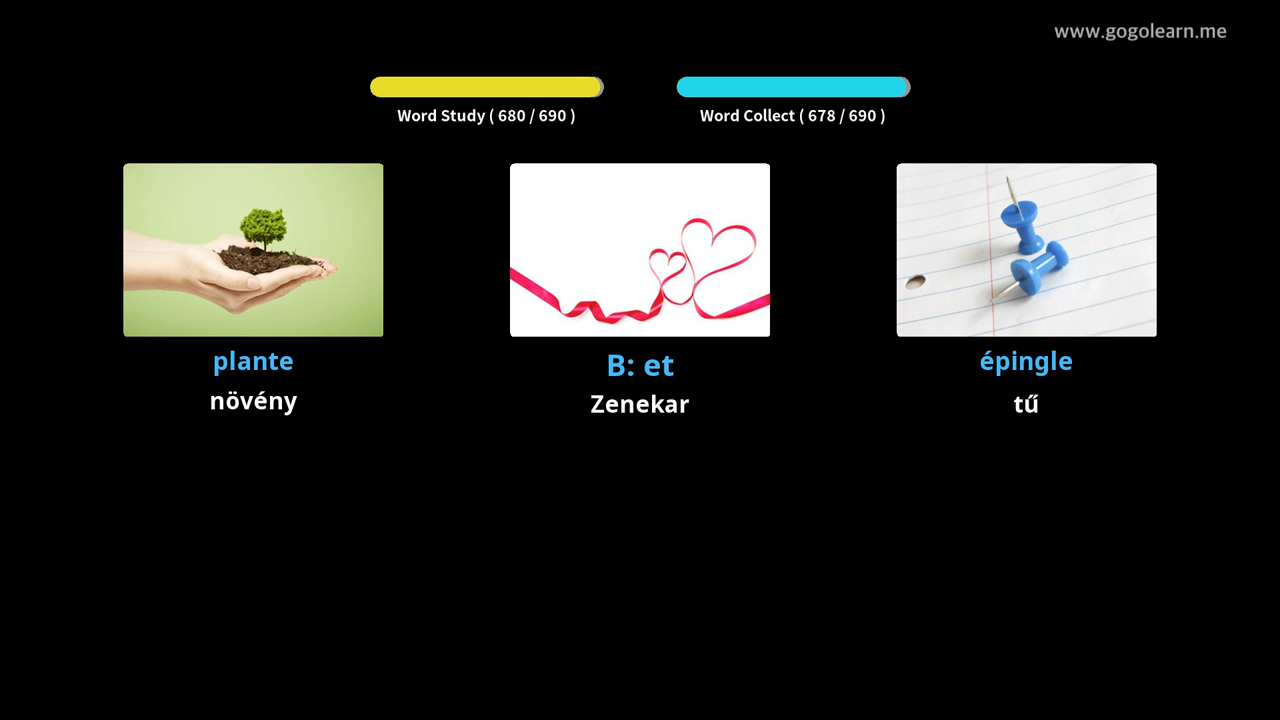 www.gogolearn.me
Word Study ( 680 / 690 )
Word Collect ( 678 / 690 )
plante
növény
B: et
Zenekar
épingle
tű